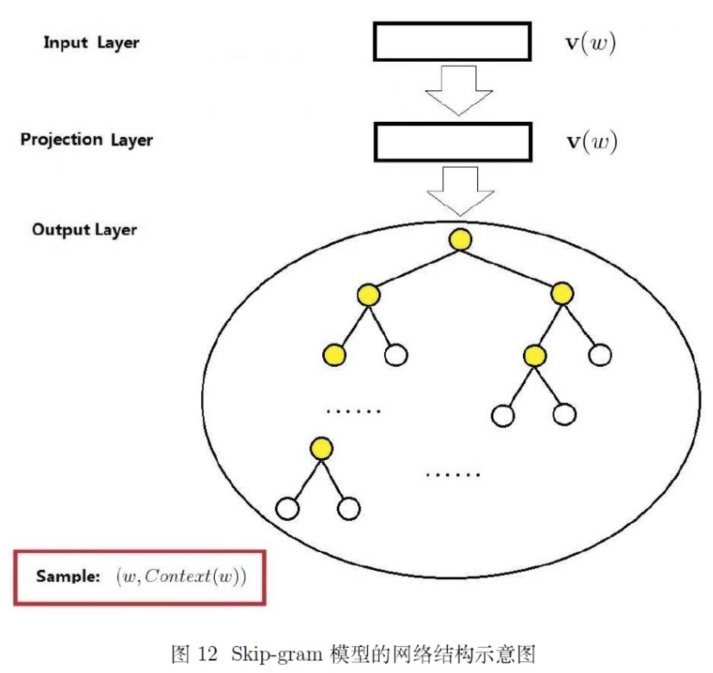 Input Layer v(w)
Projection Layer v(w)
Output Layer
......
......
Sample: (w, Context(w))
图 12 Skip-gram 模型的网络结构示意图